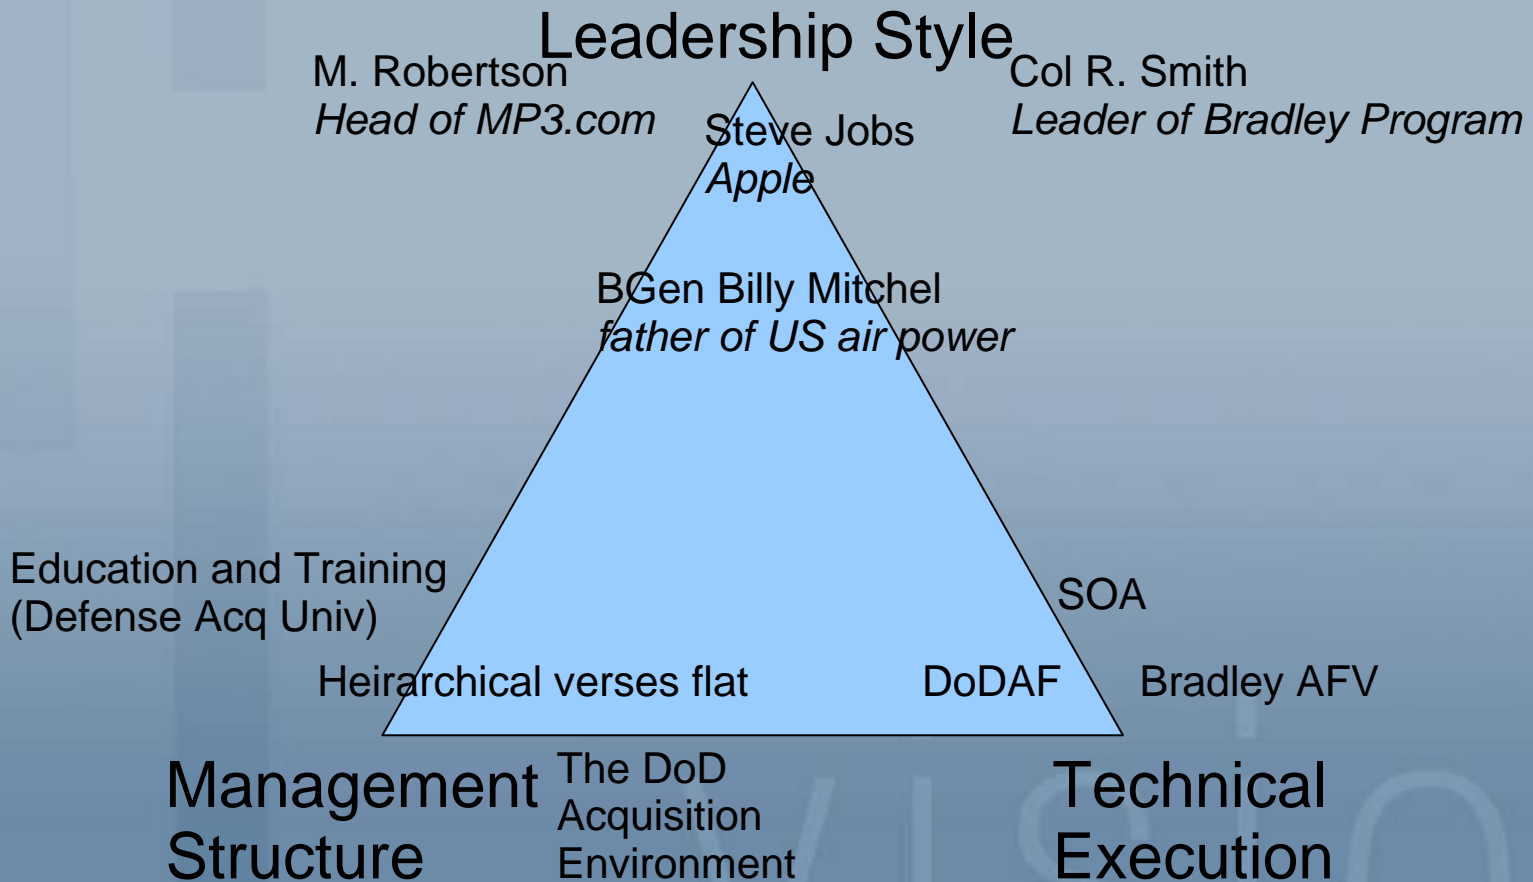 Leadership Style
M. Robertson
Head of MP3.com
Col R. Smith
Leader of Bradley Program
Steve Jobs
Apple
BGen Billy Mitchel
father of US air power
Education and Training
(Defense Acq Univ)
SOA
Heirarchical verses flat
DoDAF
Bradley AFV
Management
Structure
The DoD
Acquisition
Environment
Technical
Execution